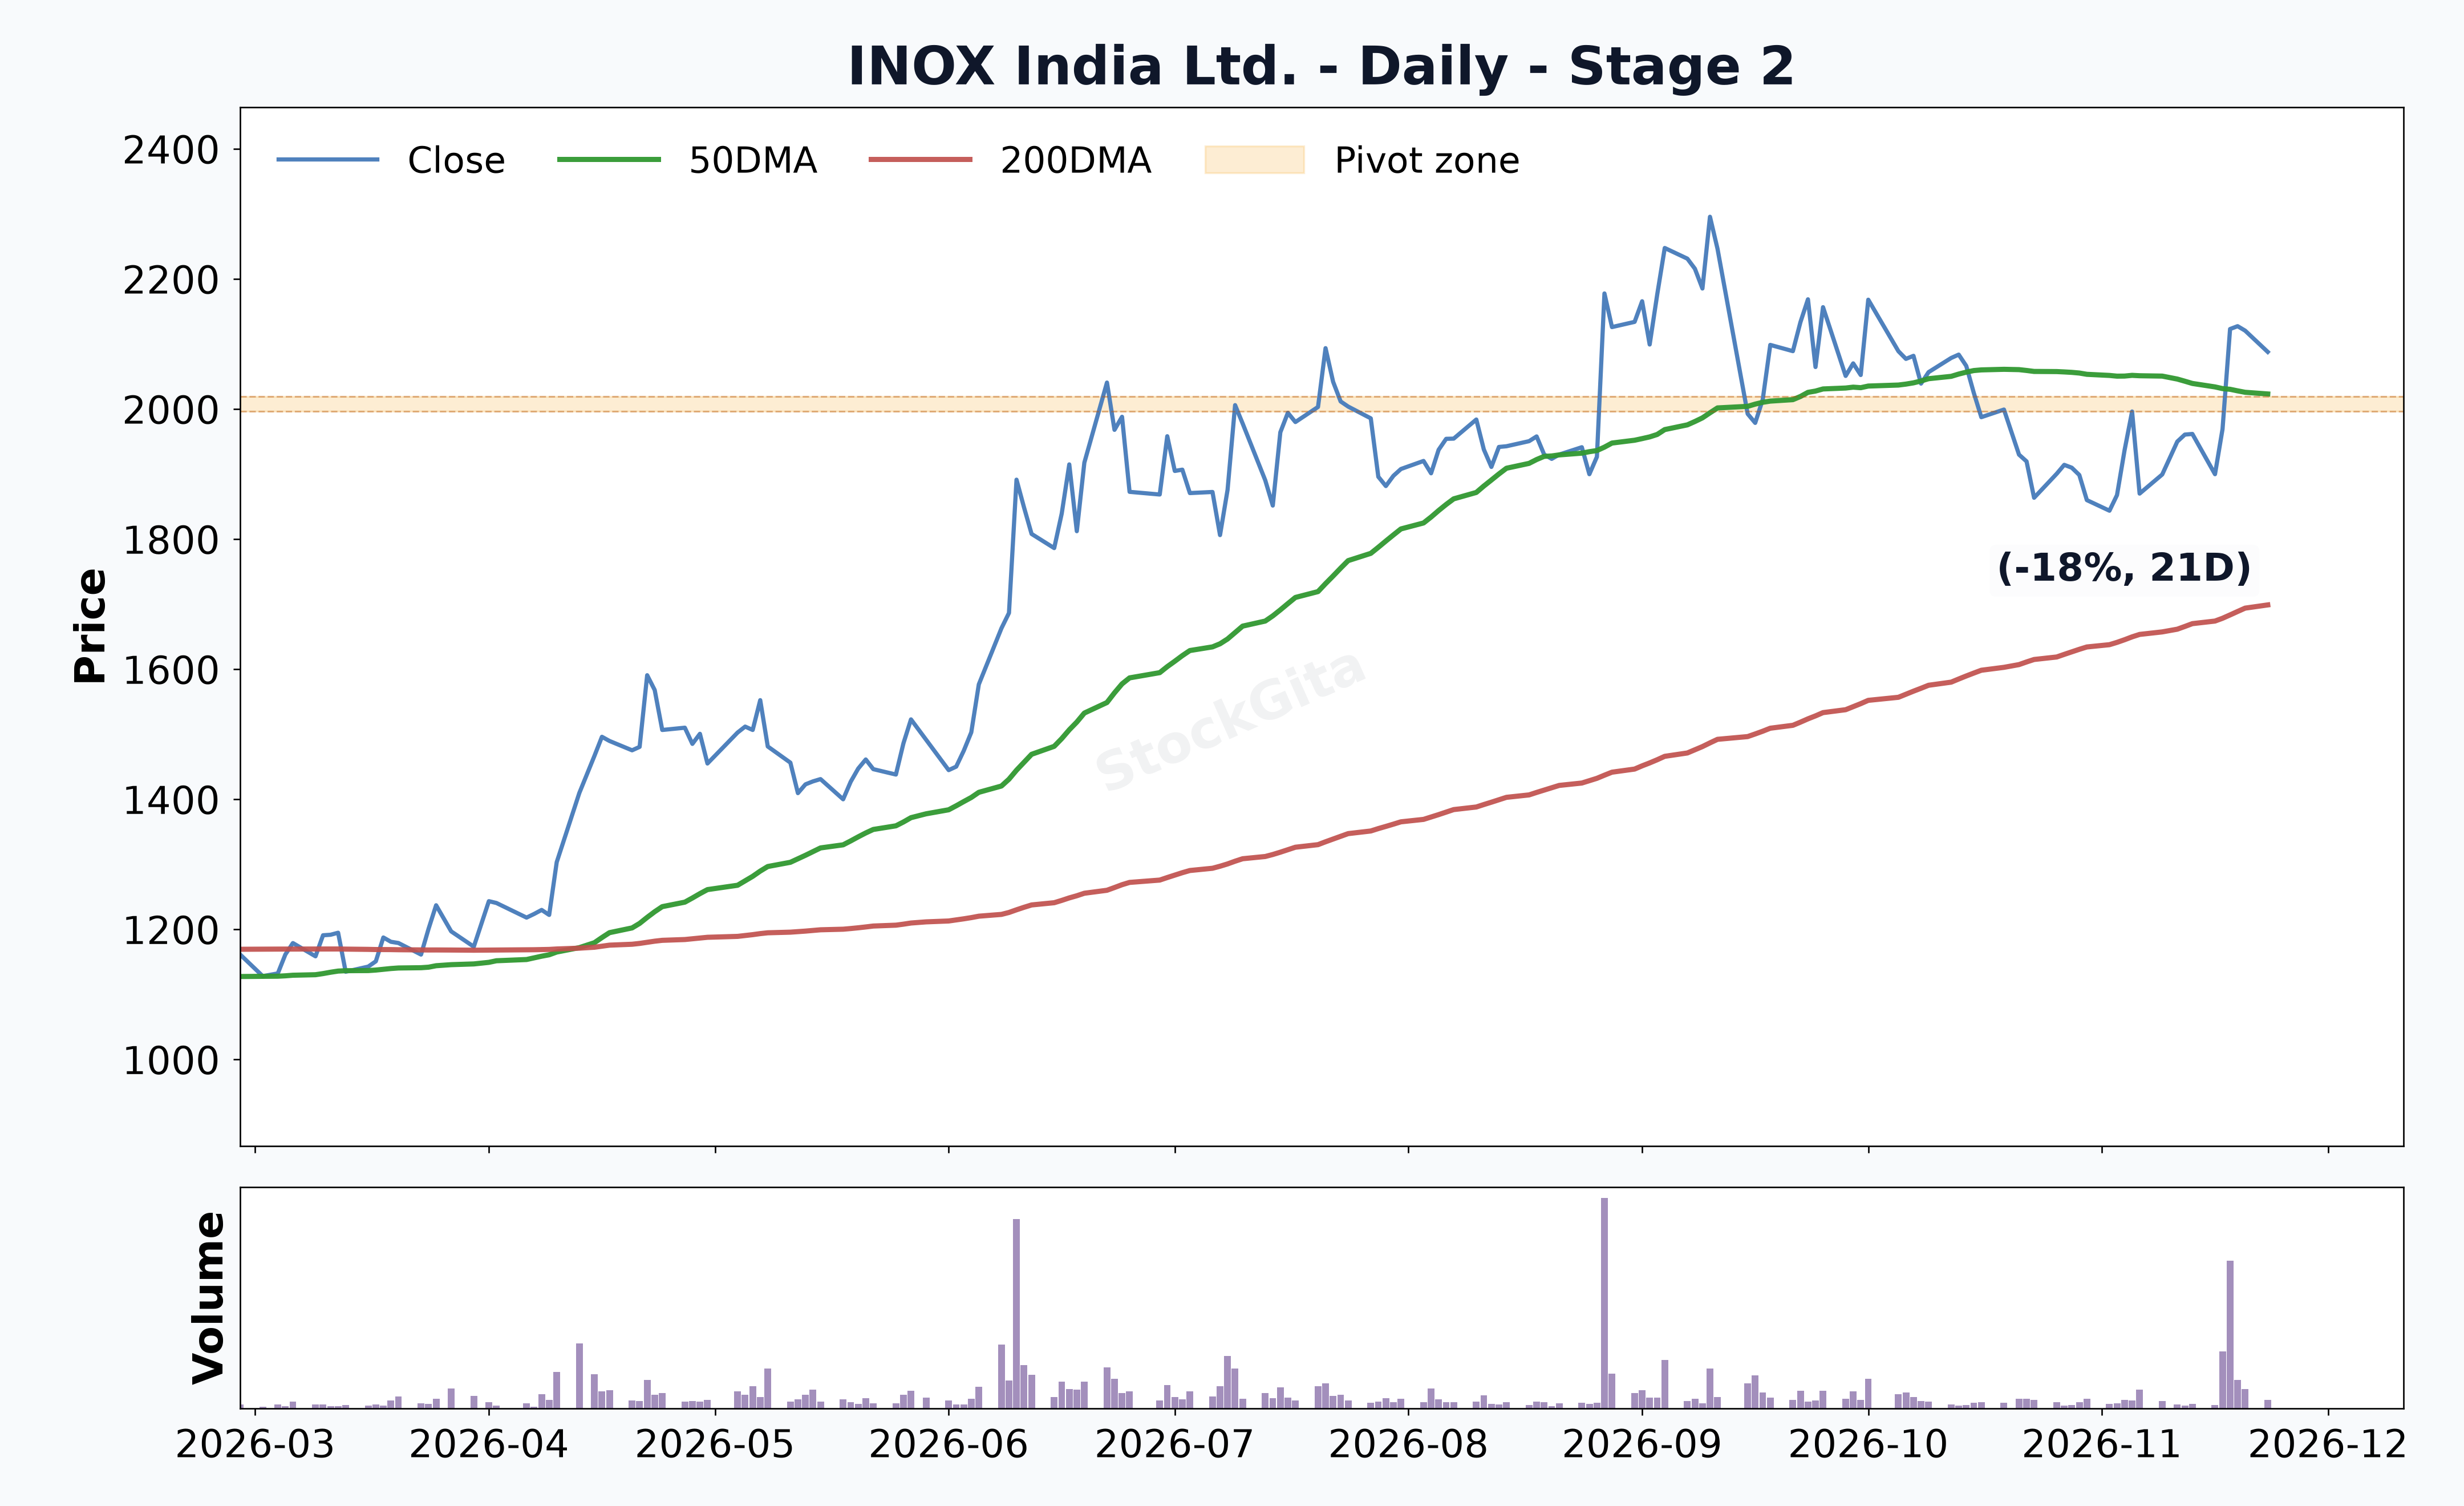 INOX India Ltd. - Daily - Stage 2
Close 50DMA 200DMA Pivot zone
2400
2200
2000
1800
1600
1400
1200
1000
Price
(-18%, 21D)
StockGita
Volume
2026-03 2026-04 2026-05 2026-06 2026-07 2026-08 2026-09 2026-10 2026-11 2026-12